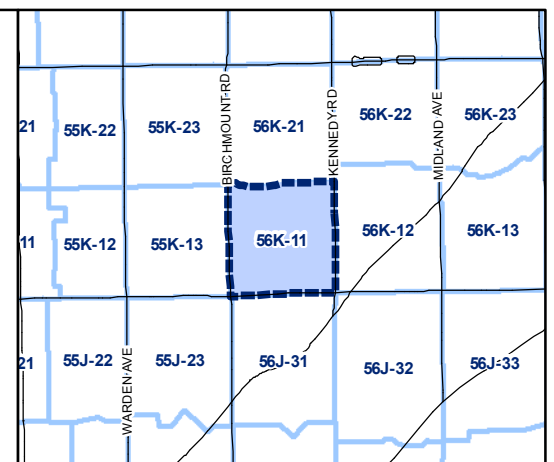 BIRCHMOUNT RD
KENNEDY RD
MIDLAND AVE
21
55K-22
55K-23
56K-21
56K-22
56K-23
11
55K-12
55K-13
56K-11
56K-12
56K-13
21
55J-22
55J-23
56J-31
56J-32
56J-33
WARDEN AVE